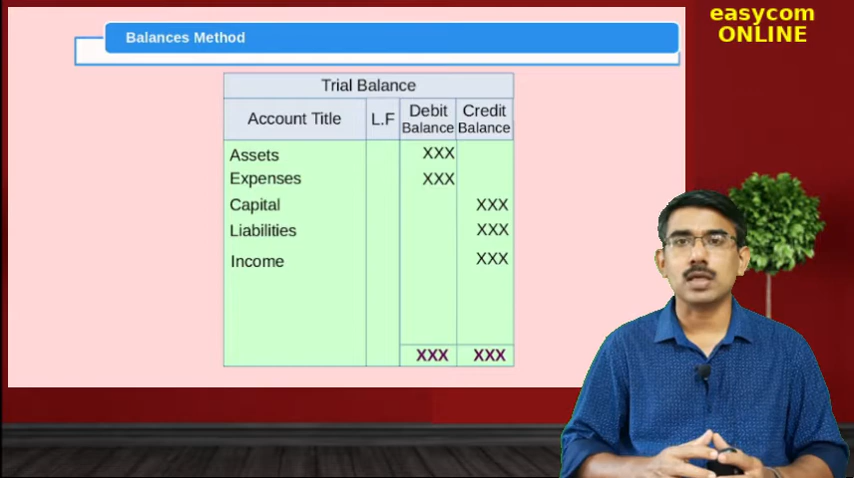 easycom
ONLINE
Balances Method
Trial Balance
Account Title L.F Debit Balance Credit Balance
Assets XXX
Expenses XXX
Capital XXX
Liabilities XXX
Income XXX
XXX XXX